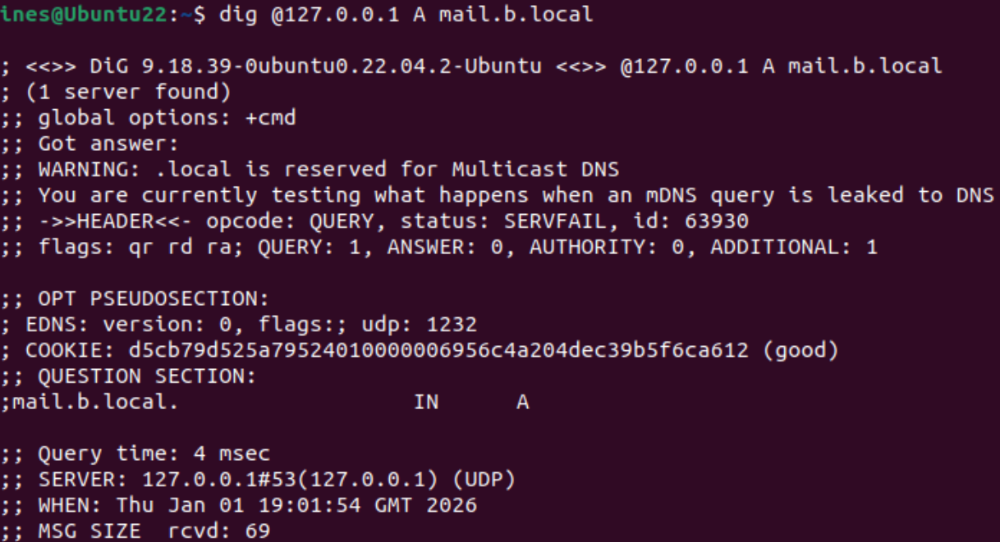 ines@Ubuntu22:~$ dig @127.0.0.1 A mail.b.local
; <<>> DiG 9.18.39-0ubuntu0.22.04.2-Ubuntu <<>> @127.0.0.1 A mail.b.local
; (1 server found)
;; global options: +cmd
;; Got answer:
;; WARNING: .local is reserved for Multicast DNS
;; You are currently testing what happens when an mDNS query is leaked to DNS
;; ->>HEADER<<- opcode: QUERY, status: SERVFAIL, id: 63930
;; flags: qr rd ra; QUERY: 1, ANSWER: 0, AUTHORITY: 0, ADDITIONAL: 1
;; OPT PSEUDOSECTION:
; EDNS: version: 0, flags:; udp: 1232
; COOKIE: d5cb79d525a79524010000006956c4a204dec39b5f6ca612 (good)
;; QUESTION SECTION:
;mail.b.local. IN A
;; Query time: 4 msec
;; SERVER: 127.0.0.1#53(127.0.0.1) (UDP)
;; WHEN: Thu Jan 01 19:01:54 GMT 2026
;; MSG SIZE rcvd: 69